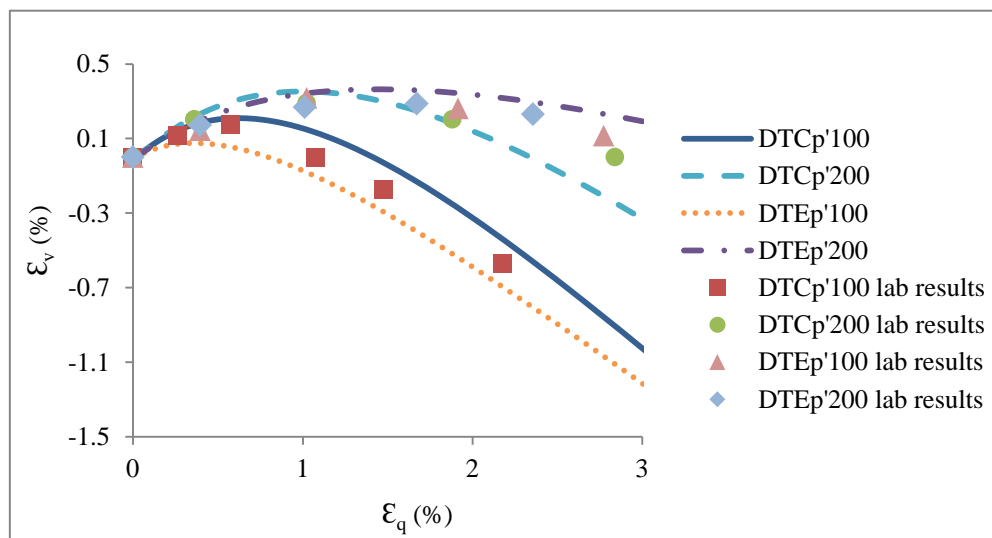 0.5
0.1
-0.3
-0.7
-1.1
-1.5
Ɛv (%)
0 1 2 3
Ɛq (%)
DTCp'100
DTCp'200
DTEp'100
DTEp'200
DTCp'100 lab results
DTCp'200 lab results
DTEp'100 lab results
DTEp'200 lab results